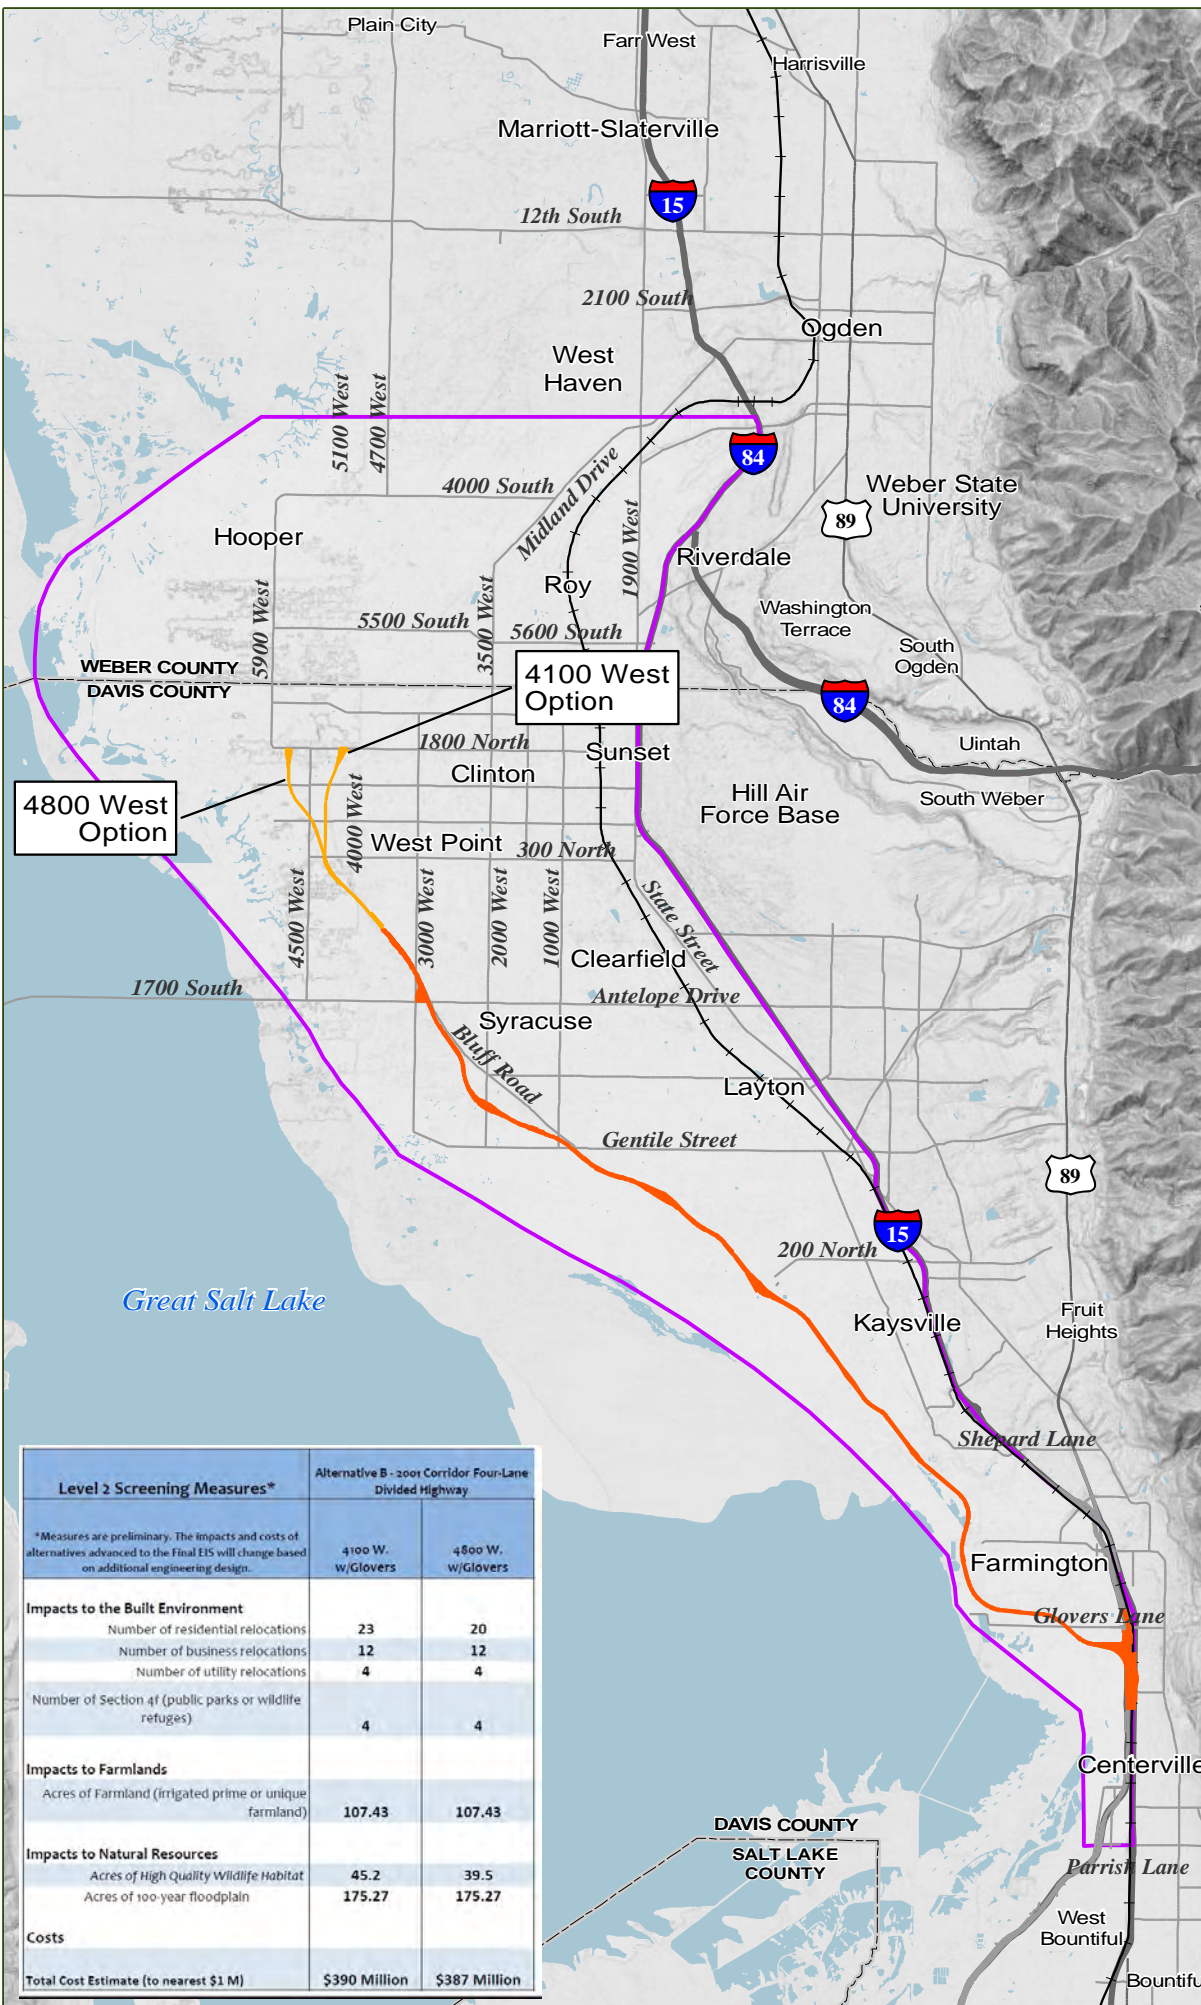 Plain City
Farr West
Harrisville
Marriott-Slaterville
15
12th South
2100 South
Ogden
West
Haven
5100 West
4700 West
84
4000 South
Midland Drive
Weber State
University
89
Hooper
1900 West
Riverdale
Roy
5900 West
3500 West
Washington
Terrace
5500 South
5600 South
South
Ogden
WEBER COUNTY
DAVIS COUNTY
4100 West
Option
84
1800 North
Sunset
Uintah
Clinton
4000 West
Hill Air
Force Base
South Weber
4800 West
Option
West Point
300 North
4500 West
3000 West
2000 West
1000 West
State Street
Clearfield
1700 South
Antelope Drive
Syracuse
Bluff Road
Layton
Gentile Street
89
15
200 North
Great Salt Lake
Kaysville
Fruit
Heights
Shepard Lane
Farmington
Glovers Lane
Centerville
DAVIS COUNTY
SALT LAKE
COUNTY
Parrish Lane
West
Bountiful
Bountifu
Level 2 Screening Measures*
Alternative B - 2001 Corridor Four-Lane
Divided Highway
*Measures are preliminary. The impacts and costs of
alternatives advanced to the Final EIS will change based
on additional engineering design.
4100 W.
w/Glovers
4800 W.
w/Glovers
Impacts to the Built Environment
Number of residential relocations 23 20
Number of business relocations 12 12
Number of utility relocations 4 4
Number of Section 4f (public parks or wildlife
refuges) 4 4
Impacts to Farmlands
Acres of Farmland (irrigated prime or unique
farmland) 107.43 107.43
Impacts to Natural Resources
Acres of High Quality Wildlife Habitat 45.2 39.5
Acres of 100-year floodplain 175.27 175.27
Costs
Total Cost Estimate (to nearest $1 M) $390 Million $387 Million